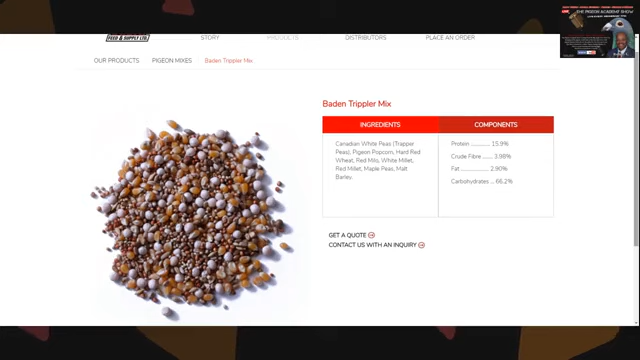 FEED & SUPPLY LTD.
STORY
PRODUCTS
DISTRIBUTORS
PLACE AN ORDER
THE PIGEON ACADEMY SHOW
OUR PRODUCTS
PIGEON MIXES
Baden Trippler Mix.
Baden Trippler Mix
INGREDIENTS
COMPONENTS
Canadian White Peas (Trapper
Peas), Pigeon Popcorn, Hard Red
Wheat, Red Milo, White Millet,
Red Millet, Maple Peas, Malt
Barley.
Protein ............ 15.9%
Crude Fibre ...... 3.98%
Fat .................. 2.90%
Carbohydrates ... 66.2%
GET A QUOTE
CONTACT US WITH AN INQUIRY